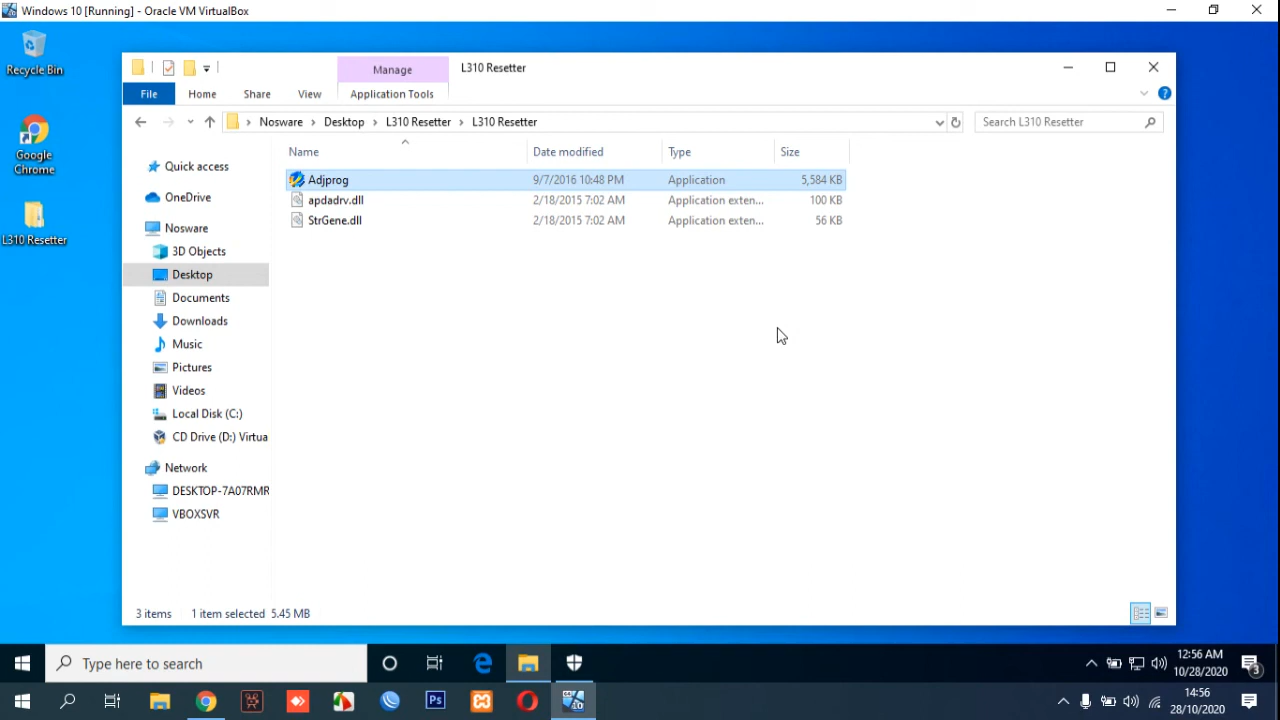 Windows 10 [Running] - Oracle VM VirtualBox
Recycle Bin
Google
Chrome
L310 Resetter
Manage
L310 Resetter
File
Home
Share
View
Application Tools
Nosware
Desktop
L310 Resetter
L310 Resetter
Search L310 Resetter
Name
Date modified
Type
Size
Adjprog
9/7/2016 10:48 PM
Application
5,584 KB
apdadrv.dll
2/18/2015 7:02 AM
Application exten...
100 KB
StrGene.dll
2/18/2015 7:02 AM
Application exten...
56 KB
Quick access
OneDrive
Nosware
3D Objects
Desktop
Documents
Downloads
Music
Pictures
Videos
Local Disk (C:)
CD Drive (D:) Virtua
Network
DESKTOP-7A07RMR
VBOXSVR
3 items
1 item selected
5.45 MB
Type here to search
12:56 AM
10/28/2020
3
Ps
14:56
28/10/2020